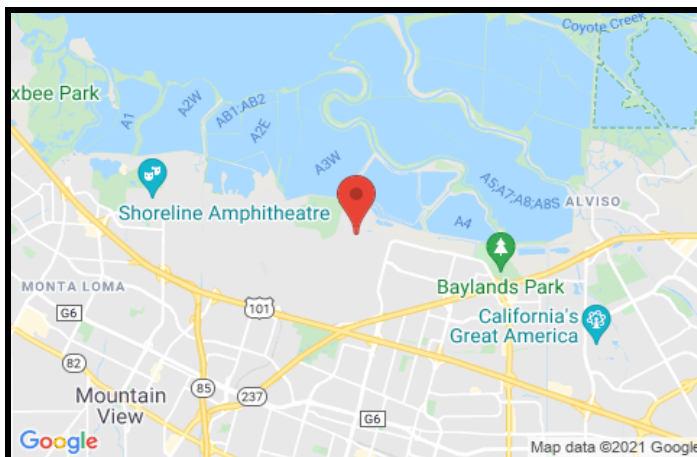 Coyote Creek
xbee Park
A1
A2W
AB1;AB2
A2E
A3W
A5;A7;A8;A8S
ALVISO
Shoreline Amphitheatre
A4
Baylands Park
MONTA LOMA
101
G6
California's
Great America
82
85
237
Mountain
View
G6
Google
Map data ©2021 Google